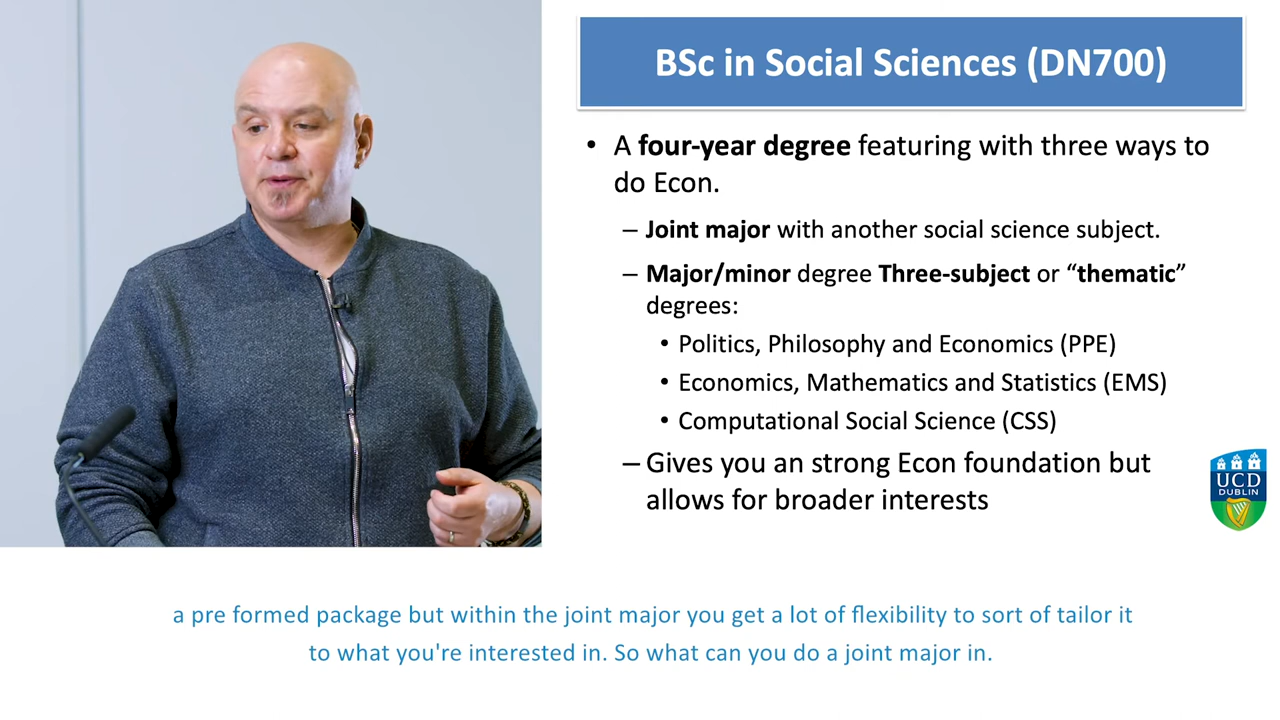 BSc in Social Sciences (DN700)
• A four-year degree featuring with three ways to
do Econ.
– Joint major with another social science subject.
– Major/minor degree Three-subject or “thematic”
degrees:
• Politics, Philosophy and Economics (PPE)
• Economics, Mathematics and Statistics (EMS)
• Computational Social Science (CSS)
– Gives you an strong Econ foundation but
allows for broader interests
UCD
DUBLIN
a pre formed package but within the joint major you get a lot of flexibility to sort of tailor it
to what you're interested in. So what can you do a joint major in.